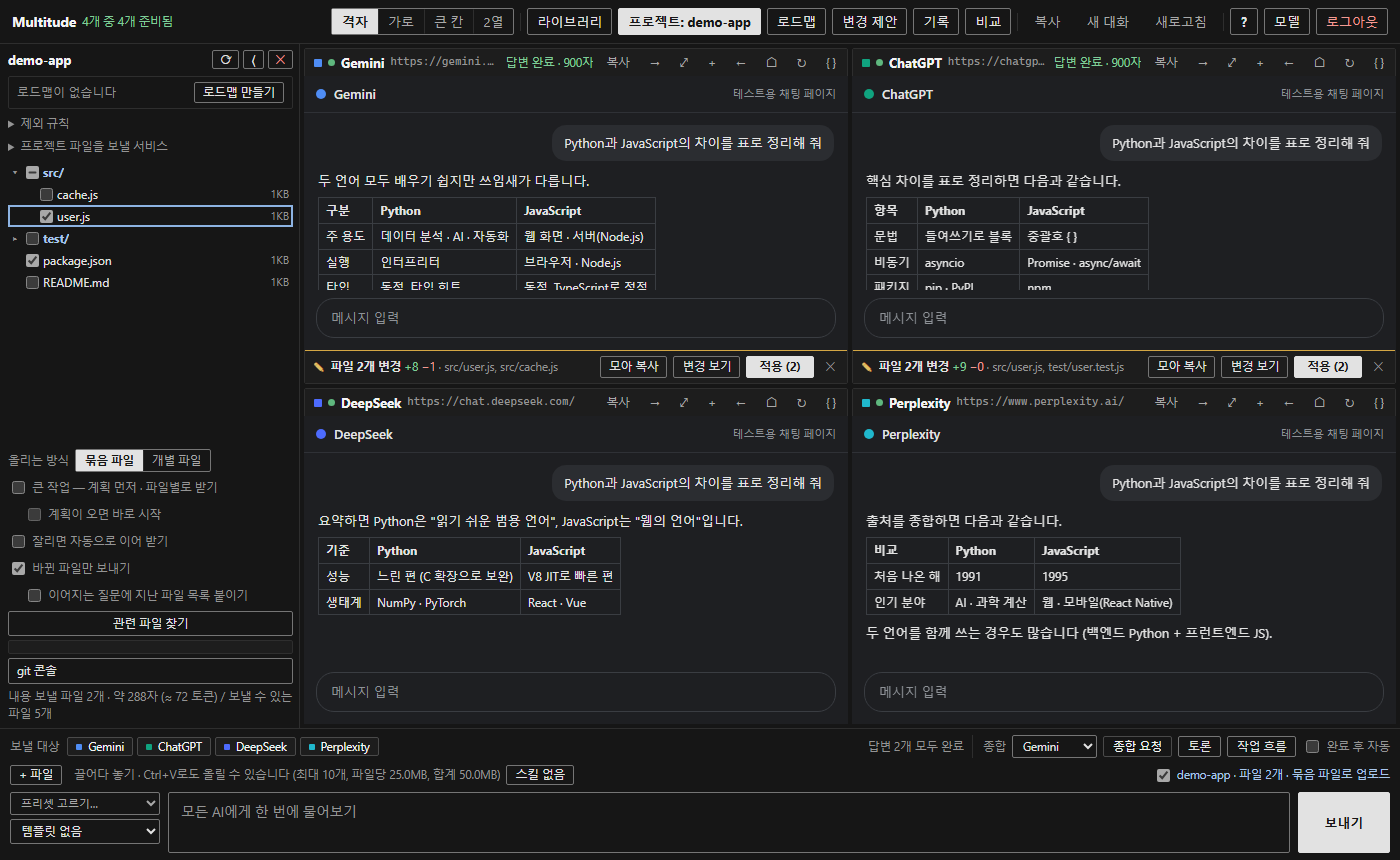 Multitude 4개 중 4개 준비됨 격자 가로 큰 칸 2열 라이브러리 프로젝트: demo-app 로드맵 변경 제안 기록 비교 복사 새 대화 새로고침 ? 모델 로그아웃
demo-app
로드맵이 없습니다 로드맵 만들기
제외 규칙
프로젝트 파일을 보낼 서비스
src/
cache.js 1KB
user.js 1KB
test/
package.json 1KB
README.md 1KB
올리는 방식 묶음 파일 개별 파일
큰 작업 — 계획 먼저 · 파일별로 받기
계획이 오면 바로 시작
잘리면 자동으로 이어 받기
바뀐 파일만 보내기
이어지는 질문에 지난 파일 목록 붙이기
관련 파일 찾기
git 콘솔
내용 보낼 파일 2개 · 약 288자 (≈ 72 토큰) / 보낼 수 있는
파일 5개
Gemini https://gemini.… 답변 완료 · 900자 복사 → ⤢ + ← ↻ { }
Gemini 테스트용 채팅 페이지
Python과 JavaScript의 차이를 표로 정리해 줘
두 언어 모두 배우기 쉽지만 쓰임새가 다릅니다.
구분 Python JavaScript
주 용도 데이터 분석 · AI · 자동화 웹 화면 · 서버(Node.js)
실행 인터프리터 브라우저 · Node.js
타입 동적, 타입 힌트 동적, TypeScript로 정적
메시지 입력
파일 2개 변경 +8 −1 · src/user.js, src/cache.js 모아 복사 변경 보기 적용 (2)
ChatGPT https://chatgp… 답변 완료 · 900자 복사 → ⤢ + ← ↻ { }
ChatGPT 테스트용 채팅 페이지
Python과 JavaScript의 차이를 표로 정리해 줘
핵심 차이를 표로 정리하면 다음과 같습니다.
항목 Python JavaScript
문법 들여쓰기로 블록 중괄호 { }
비동기 asyncio Promise · async/await
패키지 pip · PyPI npm
메시지 입력
파일 2개 변경 +9 −0 · src/user.js, test/user.test.js 모아 복사 변경 보기 적용 (2)
DeepSeek https://chat.deepseek.com/ 복사 → ⤢ + ← ↻ { }
DeepSeek 테스트용 채팅 페이지
Python과 JavaScript의 차이를 표로 정리해 줘
요약하면 Python은 "읽기 쉬운 범용 언어", JavaScript는 "웹의 언어"입니다.
기준 Python JavaScript
성능 느린 편 (C 확장으로 보완) V8 JIT로 빠른 편
생태계 NumPy · PyTorch React · Vue
메시지 입력
Perplexity https://www.perplexity.ai/ 복사 → ⤢ + ← ↻ { }
Perplexity 테스트용 채팅 페이지
Python과 JavaScript의 차이를 표로 정리해 줘
출처를 종합하면 다음과 같습니다.
비교 Python JavaScript
처음 나온 해 1991 1995
인기 분야 AI · 과학 계산 웹 · 모바일(React Native)
두 언어를 함께 쓰는 경우도 많습니다 (백엔드 Python + 프런트엔드 JS).
메시지 입력
보낼 대상 Gemini ChatGPT DeepSeek Perplexity 답변 2개 모두 완료 종합 Gemini 종합 요청 토론 작업 흐름 완료 후 자동
+ 파일 끌어다 놓기 · Ctrl+V로도 올릴 수 있습니다 (최대 10개, 파일당 25.0MB, 합계 50.0MB) 스킬 없음 demo-app · 파일 2개 · 묶음 파일로 업로드
프리셋 고르기... 모든 AI에게 한 번에 물어보기 보내기
템플릿 없음